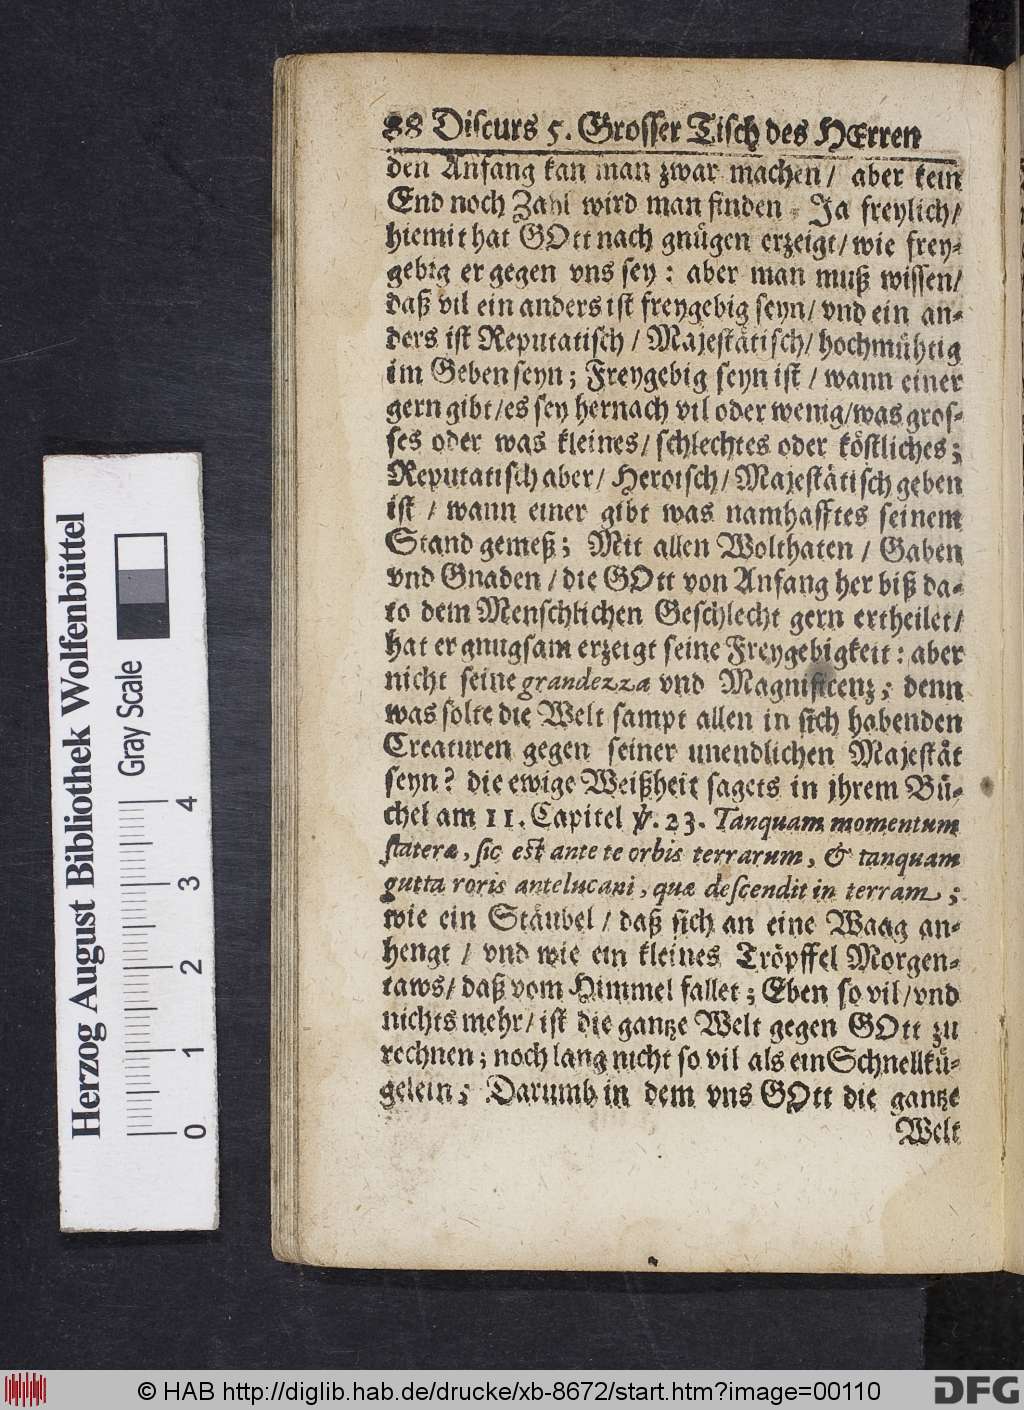 88 Discurs 5. Grosser Tisch des HErren
den Anfang kan man zwar machen/ aber kein
End noch Zahl wird man finden. Ja freylich/
hiemit hat GOtt nach gnügen erzeigt/ wie frey-
gebig er gegen vns sey: aber man muß wissen/
daß vil ein anders ist freygebig seyn/ vnd ein an-
ders ist Reputatisch/ Majestätisch/ hochmühtig
im Geben seyn; Freygebig seyn ist/ wann einer
gern gibt/ es sey hernach vil oder wenig/ was gros-
ses oder was kleines/ schlechtes oder köstliches;
Reputatisch aber/ Heroisch/ Majestätisch geben
ist/ wann einer gibt was namhafftes seinem
Stand gemeß; Mit allen Wolthaten/ Gaben
vnd Gnaden/ die GOtt von Anfang her biß da-
to dem Menschlichen Geschlecht gern ertheilet/
hat er gnugsam erzeigt seine Freygebigkeit: aber
nicht seine grandezza vnd Magnificenz; denn
was solte die Welt sampt allen in sich habenden
Creaturen gegen seiner unendlichen Majestät
seyn? die ewige Weißheit sagets in jhrem Bü-
chel am 11. Capitel ℣. 23. Tanquam momentum
stateræ, sic est ante te orbis terrarum, & tanquam
gutta roris antelucani, quæ descendit in terram;
wie ein Stäubel/ daß sich an eine Waag an-
hengt/ vnd wie ein kleines Tröpffel Morgen-
taws/ daß vom Himmel fallet; Eben so vil/ vnd
nichts mehr/ ist die gantze Welt gegen GOtt zu
rechnen; noch lang nicht so vil als ein Schnellkü-
gelein; Darumb in dem vns GOtt die gantze
Welt
Herzog August Bibliothek Wolfenbüttel
Gray Scale
0 1 2 3 4
© HAB http://diglib.hab.de/drucke/xb-8672/start.htm?image=00110
DFG